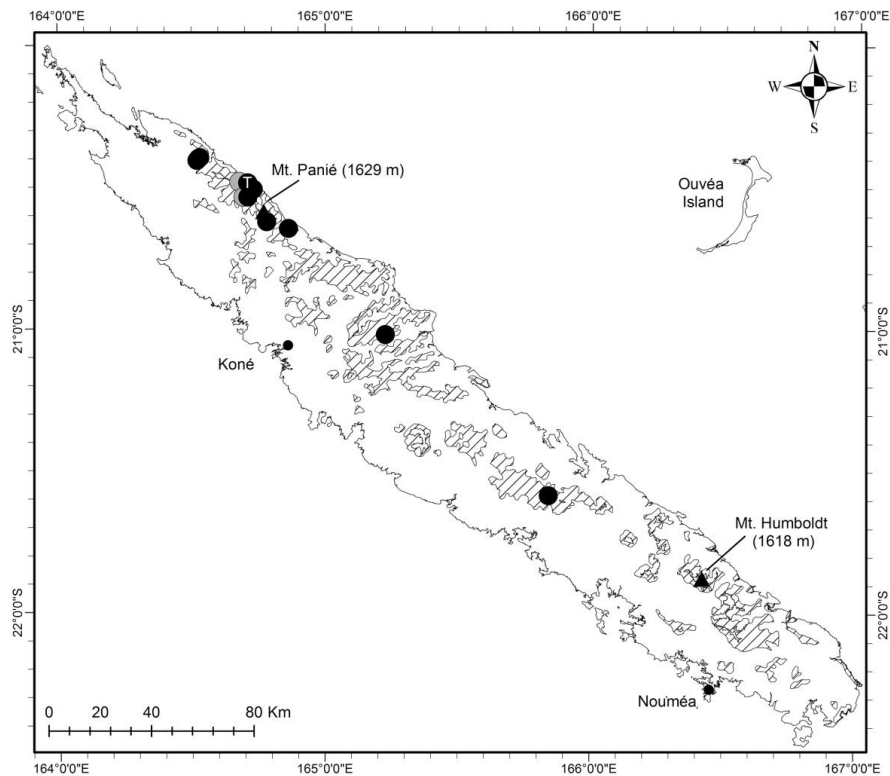 164°0'0"E 165°0'0"E 166°0'0"E 167°0'0"E
N
W E
S
T
Mt. Panié (1629 m)
Ouvéa
Island
21°0'0"S 21°0'0"S
Koné
Mt. Humboldt
(1618 m)
22°0'0"S 22°0'0"S
Nouméa
0 20 40 80 Km
164°0'0"E 165°0'0"E 166°0'0"E 167°0'0"E